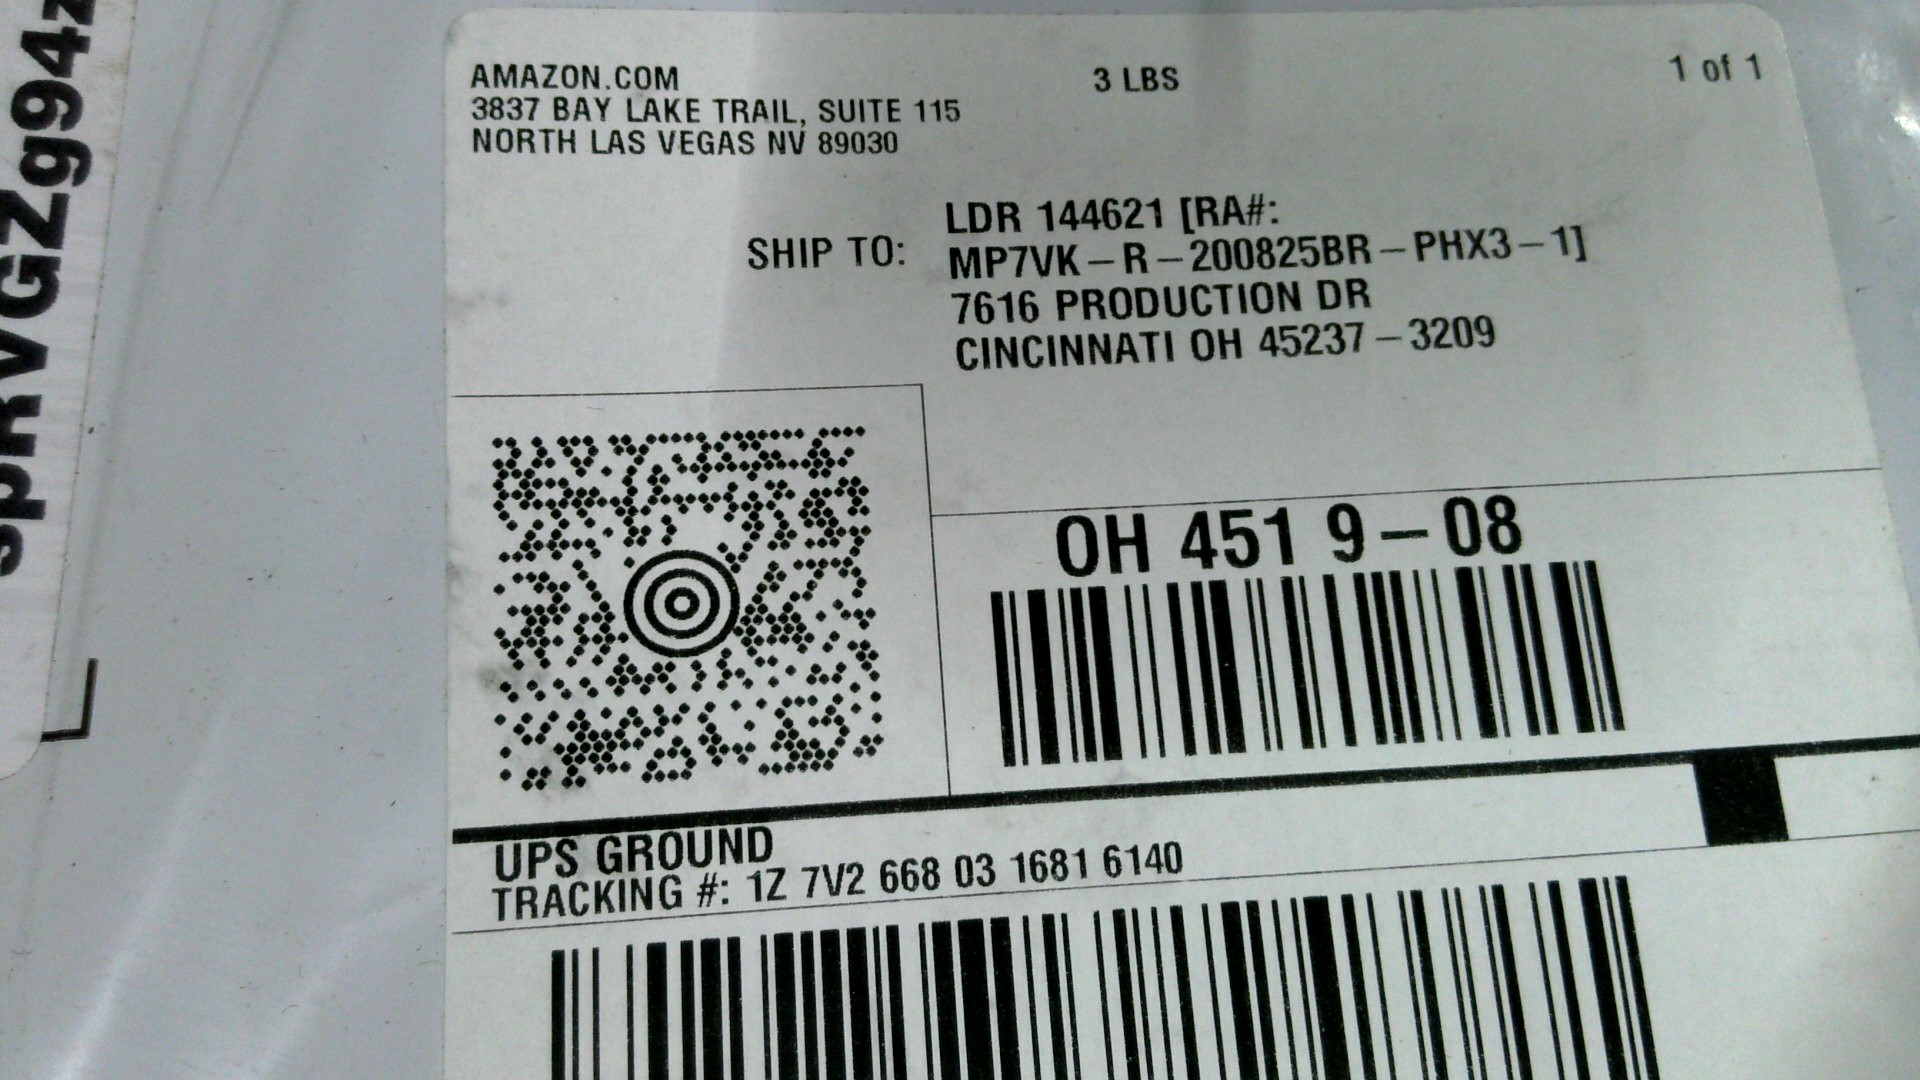 AMAZON.COM
3837 BAY LAKE TRAIL, SUITE 115
NORTH LAS VEGAS NV 89030
3 LBS
1 of 1
SHIP TO:
LDR 144621 [RA#:
MP7VK-R-200825BR-PHX3-1]
7616 PRODUCTION DR
CINCINNATI OH 45237-3209
OH 451 9-08
UPS GROUND
TRACKING #: 1Z 7V2 668 03 1681 6140